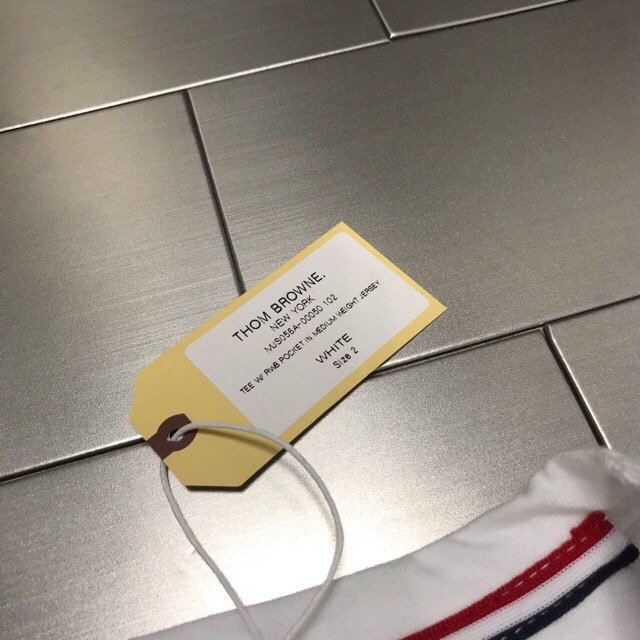 THOM BROWNE.
NEW YORK
MJS056A-00050 102
TEE W/ RWB POCKET IN MEDIUM WEIGHT JERSEY
WHITE
Size 2